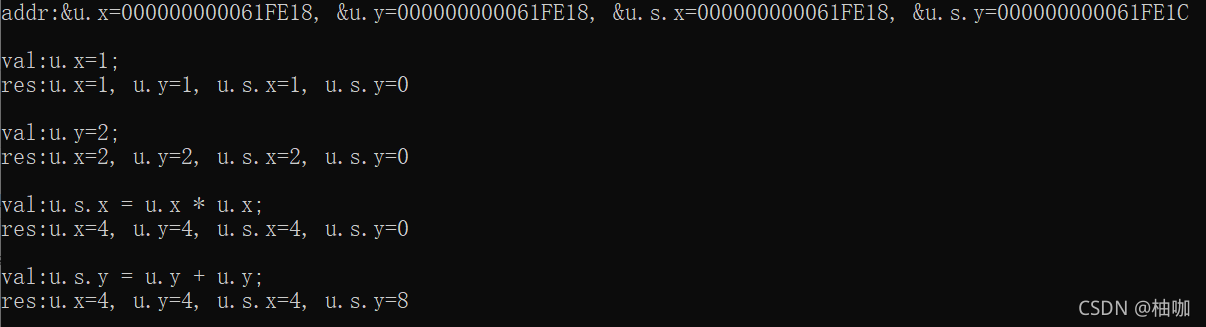 addr:&u.x=000000000061FE18, &u.y=000000000061FE18, &u.s.x=000000000061FE18, &u.s.y=000000000061FE1C
val:u.x=1;
res:u.x=1, u.y=1, u.s.x=1, u.s.y=0
val:u.y=2;
res:u.x=2, u.y=2, u.s.x=2, u.s.y=0
val:u.s.x = u.x * u.x;
res:u.x=4, u.y=4, u.s.x=4, u.s.y=0
val:u.s.y = u.y + u.y;
res:u.x=4, u.y=4, u.s.x=4, u.s.y=8
CSDN @柚咖